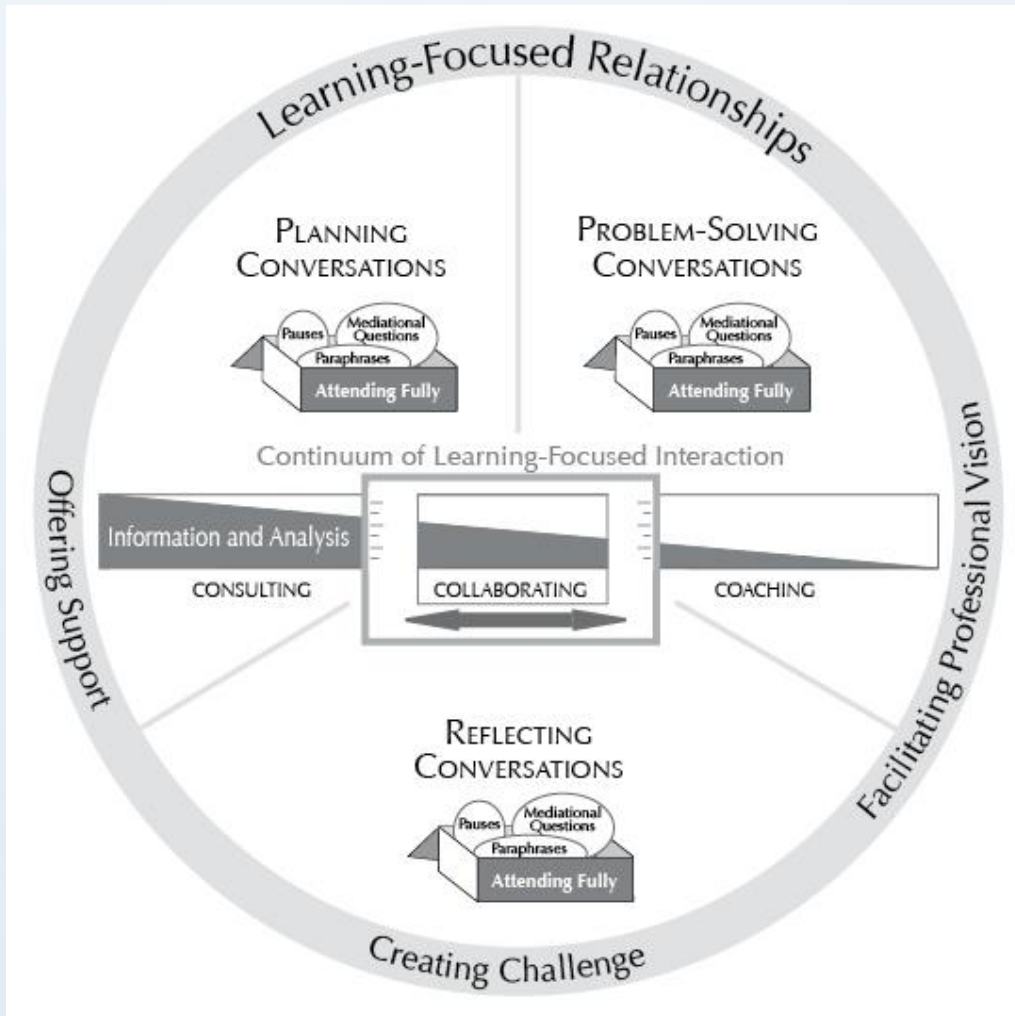 Learning-Focused Relationships
PLANNING
CONVERSATIONS
Pauses
Mediational
Questions
Paraphrases
Attending Fully
PROBLEM-SOLVING
CONVERSATIONS
Pauses
Mediational
Questions
Paraphrases
Attending Fully
Continuum of Learning-Focused Interaction
Information and Analysis
CONSULTING
COLLABORATING
COACHING
Offering Support
Facilitating Professional Vision
REFLECTING
CONVERSATIONS
Pauses
Mediational
Questions
Paraphrases
Attending Fully
Creating Challenge